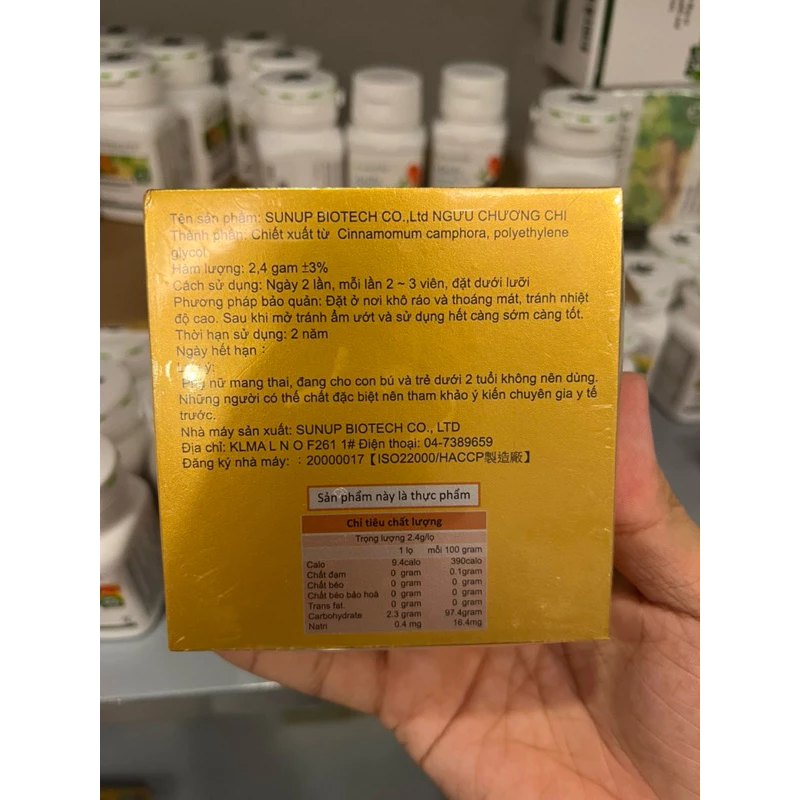 Tên sản phẩm: SUNUP BIOTECH CO.,Ltd NGƯU CHƯƠNG CHI
Thành phần: Chiết xuất từ Cinnamomum camphora, polyethylene
glycol
Hàm lượng: 2,4 gam ±3%
Cách sử dụng: Ngày 2 lần, mỗi lần 2 ~ 3 viên, đặt dưới lưỡi
Phương pháp bảo quản: Đặt ở nơi khô ráo và thoáng mát, tránh nhiệt
độ cao. Sau khi mở tránh ẩm ướt và sử dụng hết càng sớm càng tốt.
Thời hạn sử dụng: 2 năm
Ngày hết hạn :
ý:
nữ mang thai, đang cho con bú và trẻ dưới 2 tuổi không nên dùng.
Những người có thể chất đặc biệt nên tham khảo ý kiến chuyên gia y tế
trước.
Nhà máy sản xuất: SUNUP BIOTECH CO., LTD
Địa chỉ: KLMA L N O F261 1# Điện thoại: 04-7389659
Đăng ký nhà máy: : 20000017【ISO22000/HACCP製造廠】
Sản phẩm này là thực phẩm
Chỉ tiêu chất lượng
Trọng lượng 2.4g/lọ
1 lọ mỗi 100 gram
Calo 9.4calo 390calo
Chất đạm 0 gram 0.1gram
Chất béo 0 gram 0 gram
Chất béo bảo hoà 0 gram 0 gram
Trans fat. 0 gram 0 gram
Carbohydrate 2.3 gram 97.4gram
Natri 0.4 mg 16.4mg